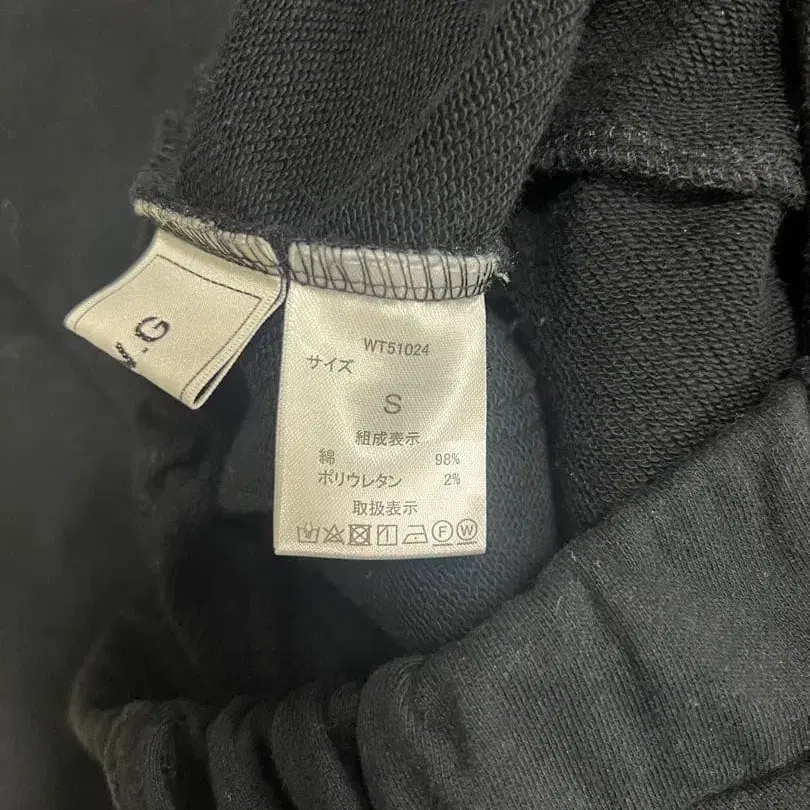 V.G
WT51024
サイズ
S
組成表示
綿 98%
ポリウレタン 2%
取扱表示
F W